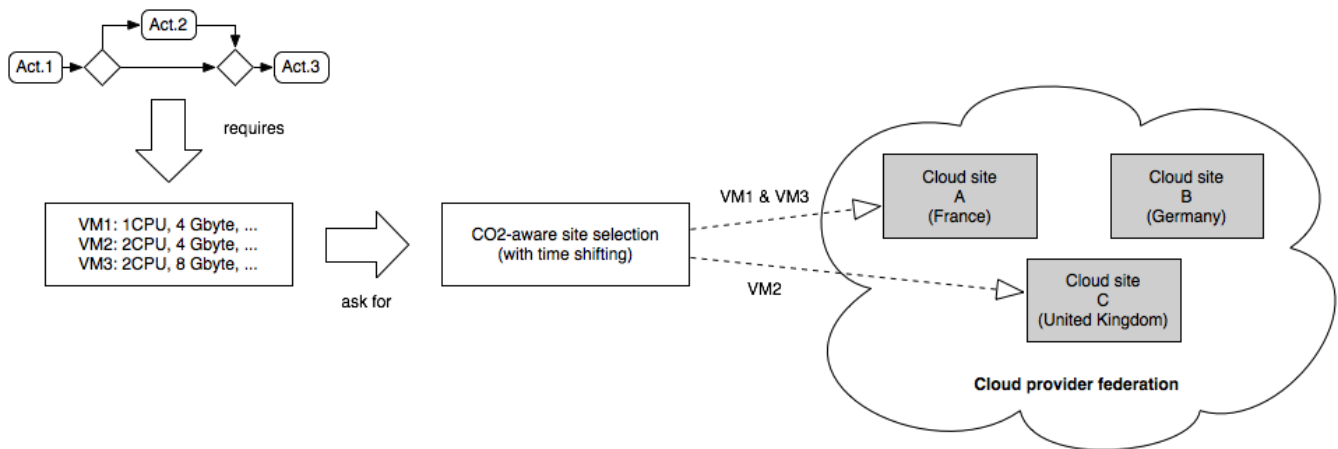 Act.2
Act.1
Act.3
requires
VM1: 1CPU, 4 Gbyte, ...
VM2: 2CPU, 4 Gbyte, ...
VM3: 2CPU, 8 Gbyte, ...
ask for
CO2-aware site selection
(with time shifting)
VM1 & VM3
VM2
Cloud site
A
(France)
Cloud site
B
(Germany)
Cloud site
C
(United Kingdom)
Cloud provider federation